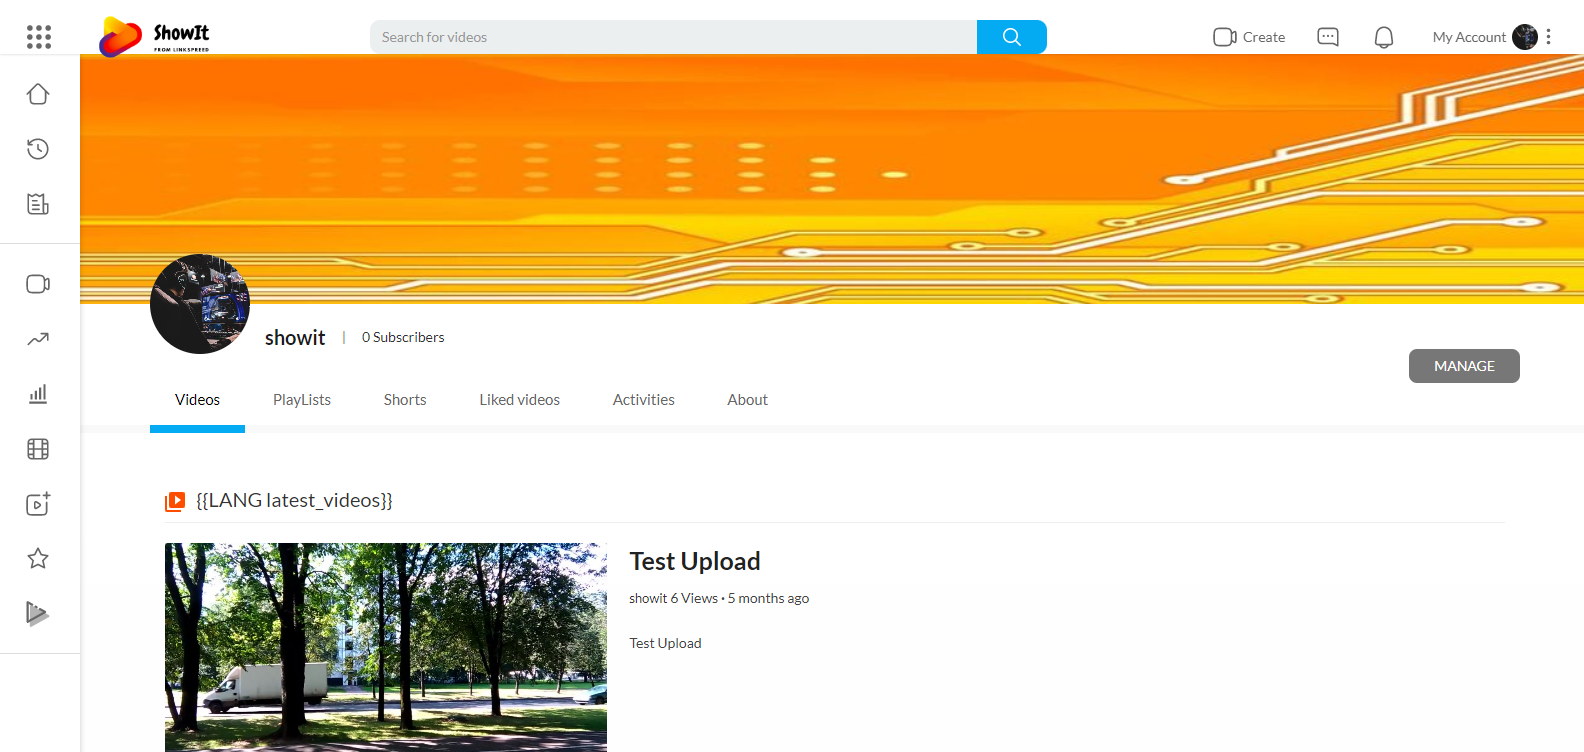 ShowIt
FROM LINKSPREED
Search for videos
Create
My Account
showit
0 Subscribers
MANAGE
Videos
PlayLists
Shorts
Liked videos
Activities
About
{{LANG latest_videos}}
Test Upload
showit 6 Views • 5 months ago
Test Upload